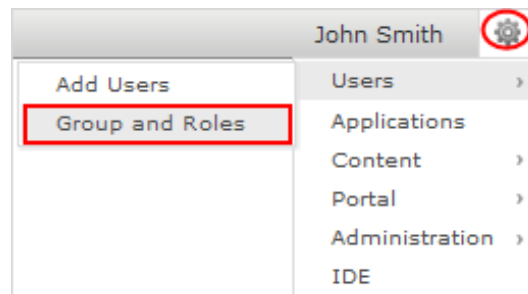 John Smith
Add Users
Group and Roles
Users
Applications
Content
Portal
Administration
IDE